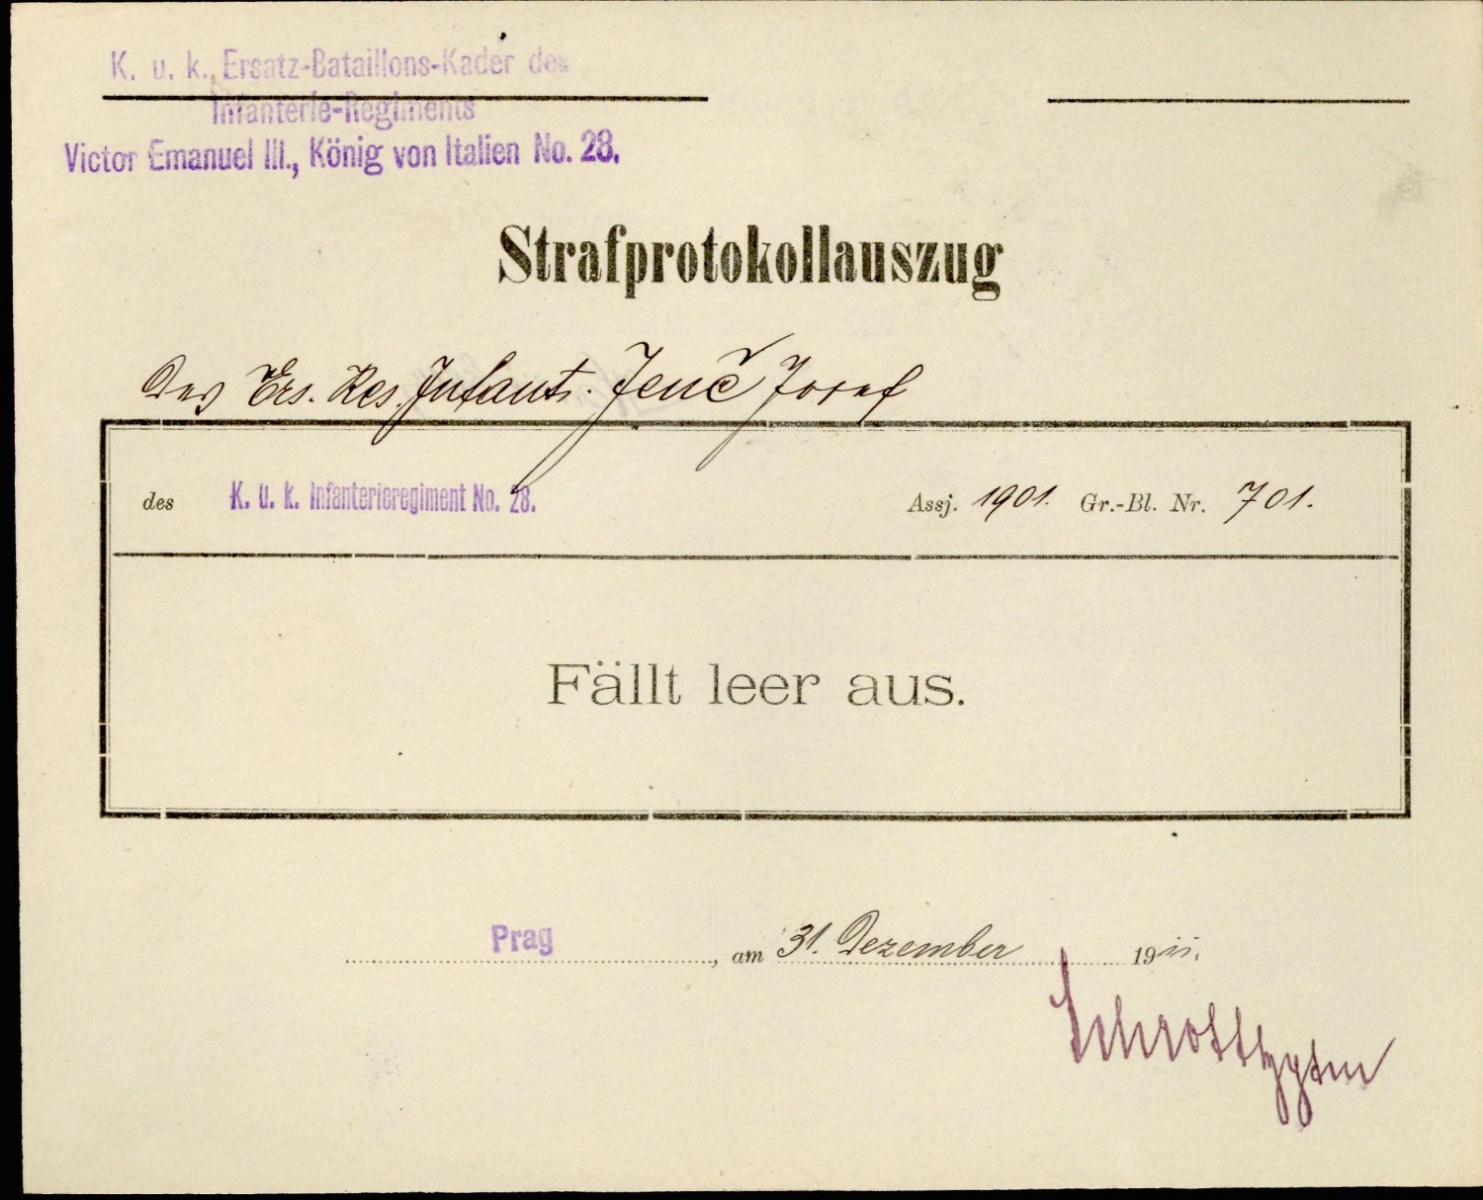 K. u. k. Ersatz-Bataillons-Kader des
Infanterie-Regiments
Victor Emanuel III., König von Italien No. 28.
Strafprotokollauszug
Des Ers. Res. Infant. Jenč Josef
des K. u. k. Infanterieregiment No. 28. Assj. 1901. Gr.-Bl. Nr. 701.
Fällt leer aus.
Prag, am 31. Dezember 1911.